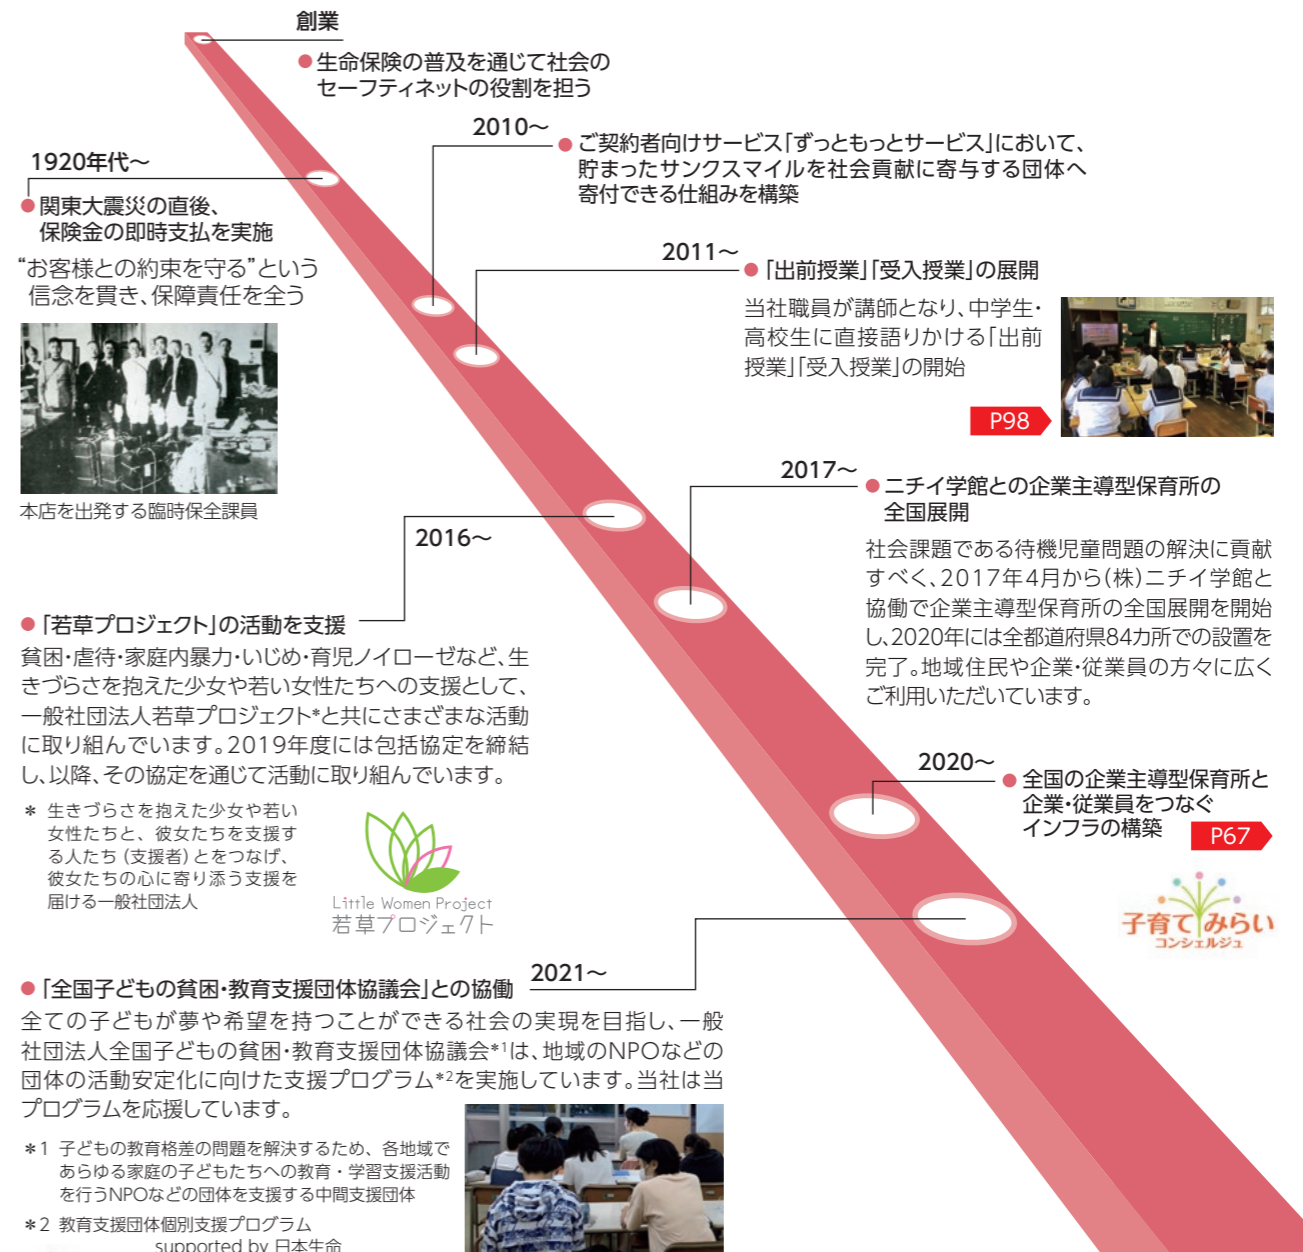 創業
●生命保険の普及を通じて社会の
セーフティネットの役割を担う
1920年代～
●関東大震災の直後、
保険金の即時支払を実施
“お客様との約束を守る”という
信念を貫き、保障責任を全う
本店を出発する臨時保全課員
2010～
●ご契約者向けサービス「ずっともっとサービス」において、
貯まったサンクスマイルを社会貢献に寄与する団体へ
寄付できる仕組みを構築
2011～
●「出前授業」「受入授業」の展開
当社職員が講師となり、中学生・
高校生に直接語りかける「出前
授業」「受入授業」の開始
P98
2016～
●「若草プロジェクト」の活動を支援
貧困・虐待・家庭内暴力・いじめ・育児ノイローゼなど、生
きづらさを抱えた少女や若い女性たちへの支援として、
一般社団法人若草プロジェクト*と共にさまざまな活動
に取り組んでいます。2019年度には包括協定を締結
し、以降、その協定を通じて活動に取り組んでいます。
＊ 生きづらさを抱えた少女や若い
女性たちと、彼女たちを支援す
る人たち（支援者）とをつなげ、
彼女たちの心に寄り添う支援を
届ける一般社団法人
Little Women Project
若草プロジェクト
2017～
●ニチイ学館との企業主導型保育所の
全国展開
社会課題である待機児童問題の解決に貢献
すべく、2017年4月から(株)ニチイ学館と
協働で企業主導型保育所の全国展開を開始
し、2020年には全都道府県84カ所での設置を
完了。地域住民や企業・従業員の方々に広く
ご利用いただいています。
2020～
●全国の企業主導型保育所と
企業・従業員をつなぐ
インフラの構築
P67
子育てみらい
コンシェルジュ
2021～
●「全国子どもの貧困・教育支援団体協議会」との協働
全ての子どもが夢や希望を持つことができる社会の実現を目指し、一般
社団法人全国子どもの貧困・教育支援団体協議会*1は、地域のNPOなどの
団体の活動安定化に向けた支援プログラム*2を実施しています。当社は当
プログラムを応援しています。
＊1 子どもの教育格差の問題を解決するため、各地域で
あらゆる家庭の子どもたちへの教育・学習支援活動
を行うNPOなどの団体を支援する中間支援団体
＊2 教育支援団体個別支援プログラム
supported by 日本生命